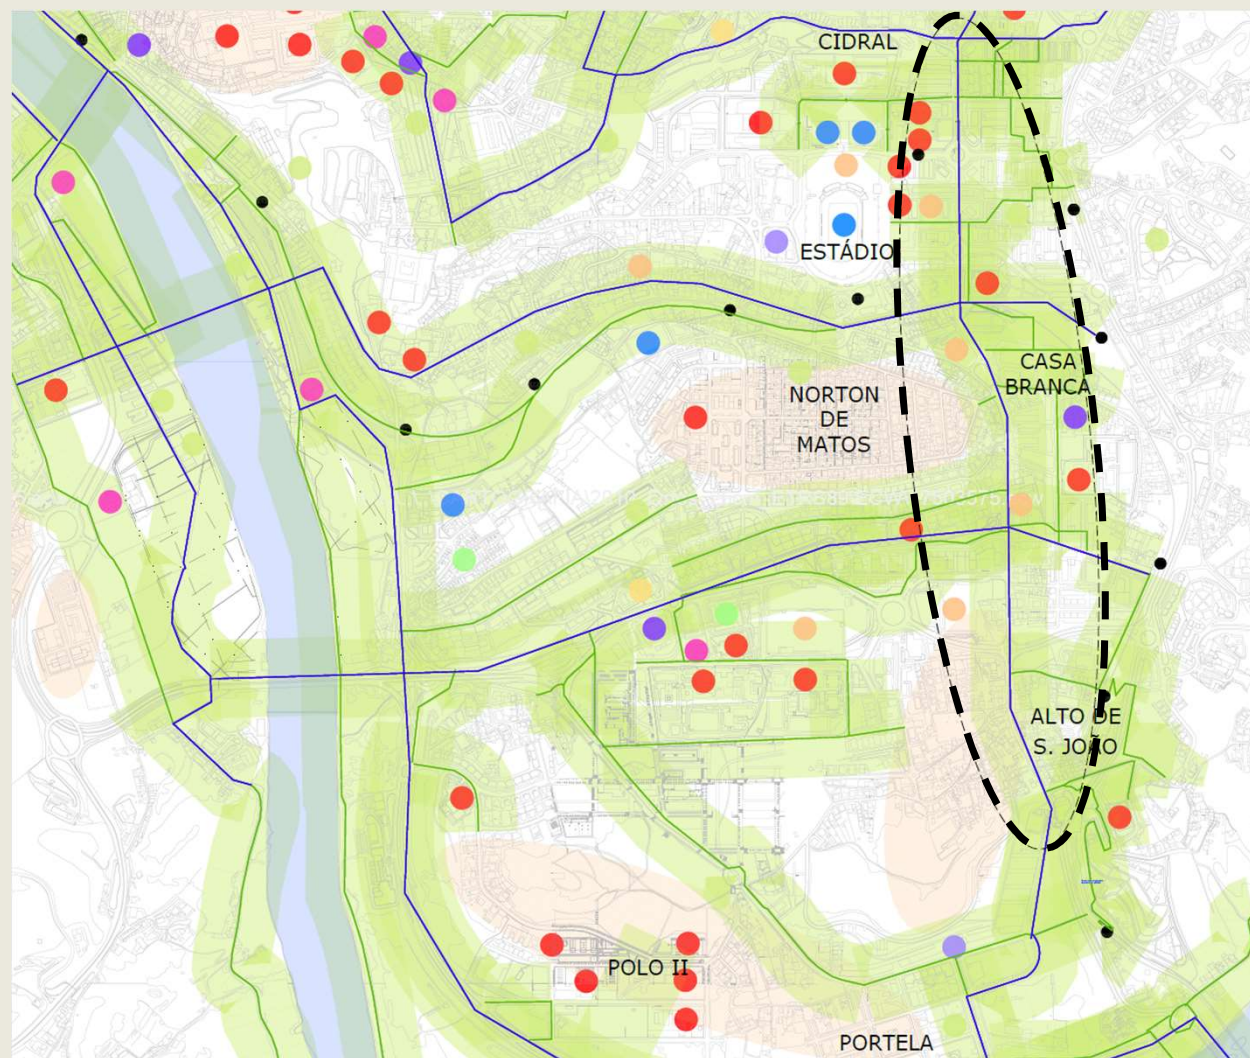 CIDRAL
ESTÁDIO
CASA
BRANCA
NORTON
DE
MATOS
ALTO DE
S. JOÃO
POLO II
PORTELA